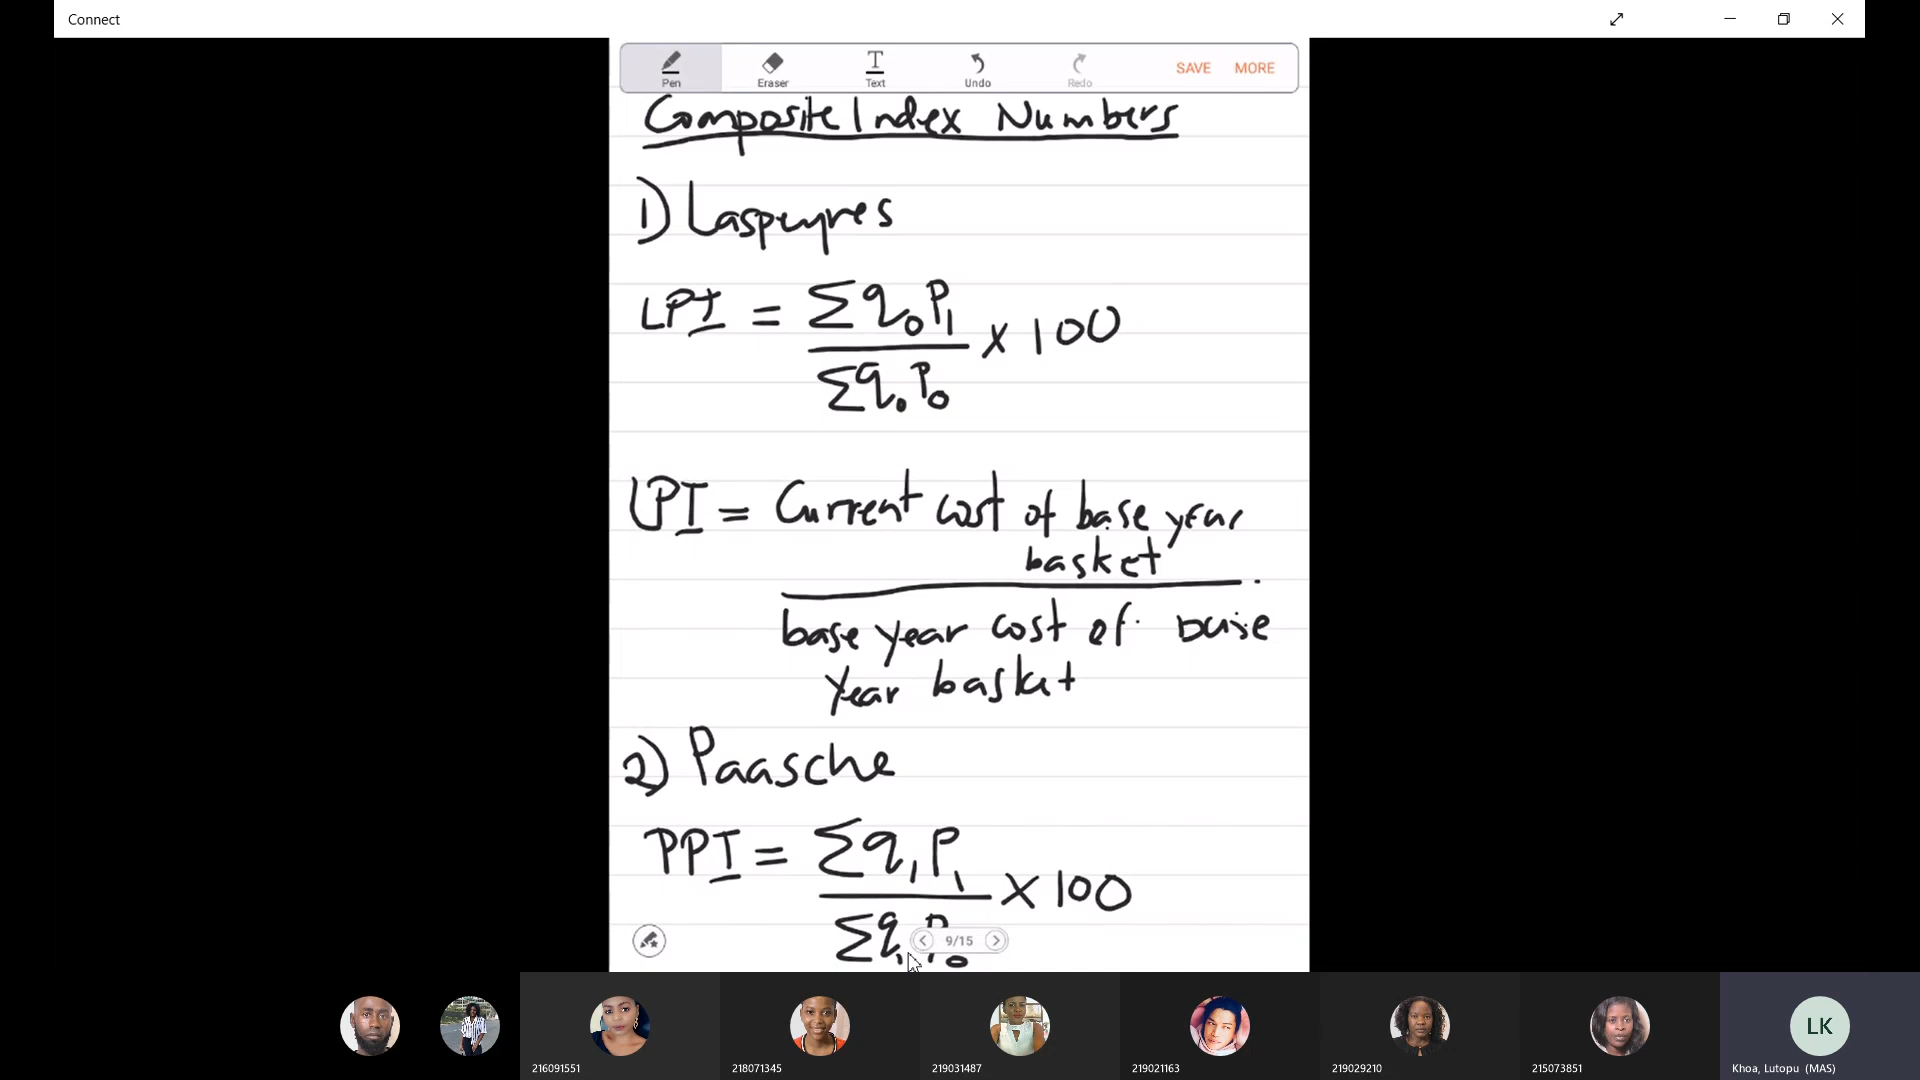 Connect
Pen Eraser Text Undo Redo SAVE MORE
Composite Index Numbers
1) Laspeyres
LPI = Σq₀P₁ / Σq₀P₀ × 100
LPI = Current cost of base year
basket
base year cost of base
year basket
2) Paasche
PPI = Σq₁P₁ / Σq₁P₀ × 100
9/15
216091551 218071345 219031487 219021163 219029210 215073851 LK
Khoa, Lutopu (MAS)